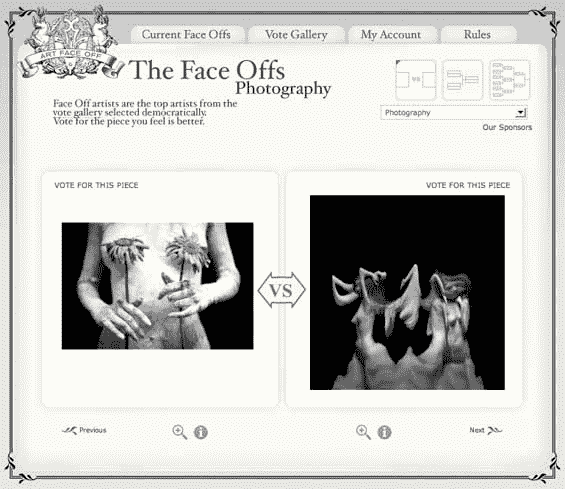 Current Face Offs
Vote Gallery
My Account
Rules
ART FACE OFF
The Face Offs
Photography
Face Off artists are the top artists from the
vote gallery selected democratically.
Vote for the piece you feel is better.
VS
Photography
Our Sponsors
VOTE FOR THIS PIECE
VOTE FOR THIS PIECE
VS
Previous
Next